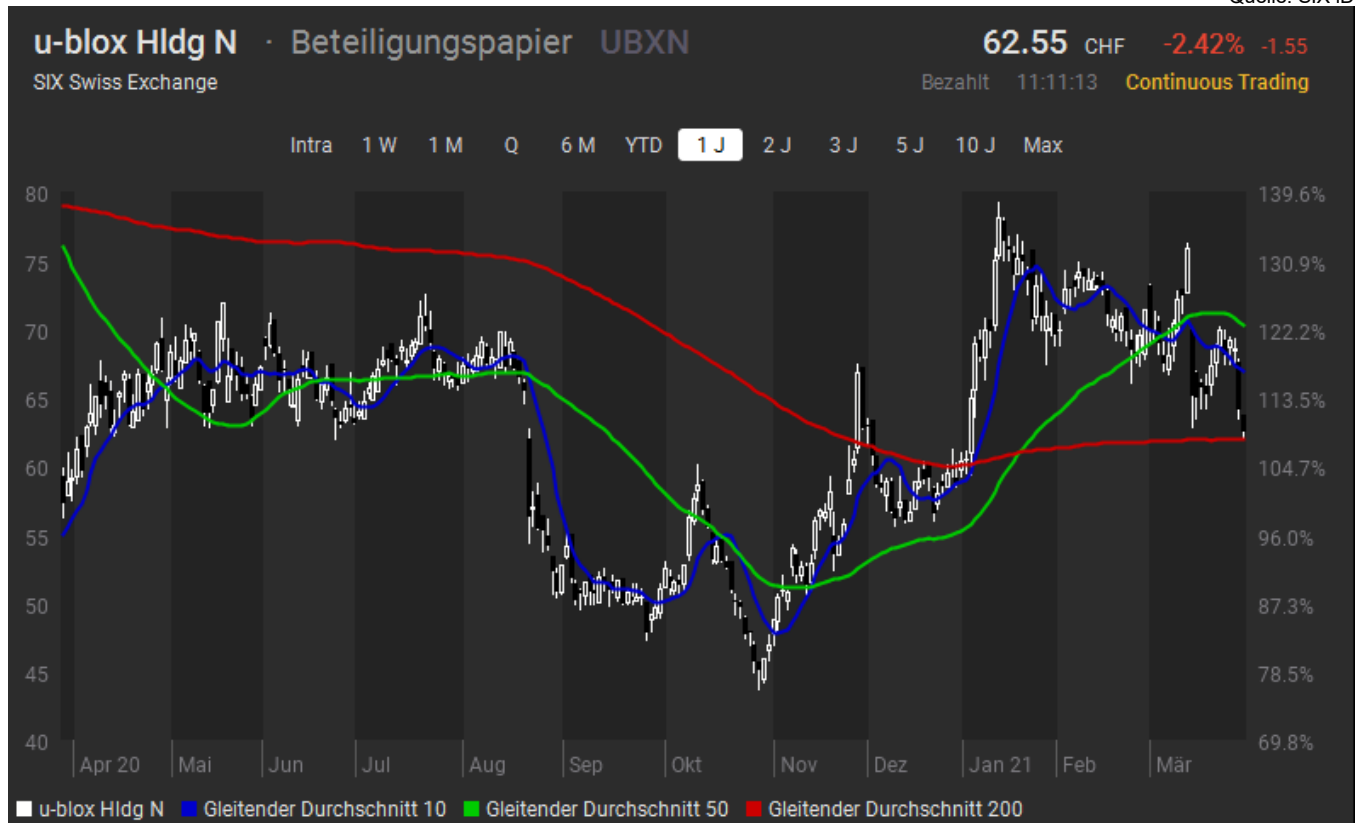 Quelle: SIX iD
u-blox Hldg N · Beteiligungspapier UBXN 62.55 CHF -2.42% -1.55
SIX Swiss Exchange Bezahlt 11:11:13 Continuous Trading
Intra 1 W 1 M Q 6 M YTD 1 J 2 J 3 J 5 J 10 J Max
80 139.6%
75 130.9%
70 122.2%
65 113.5%
60 104.7%
55 96.0%
50 87.3%
45 78.5%
40 69.8%
Apr 20 Mai Jun Jul Aug Sep Okt Nov Dez Jan 21 Feb Mär
u-blox Hldg N Gleitender Durchschnitt 10 Gleitender Durchschnitt 50 Gleitender Durchschnitt 200